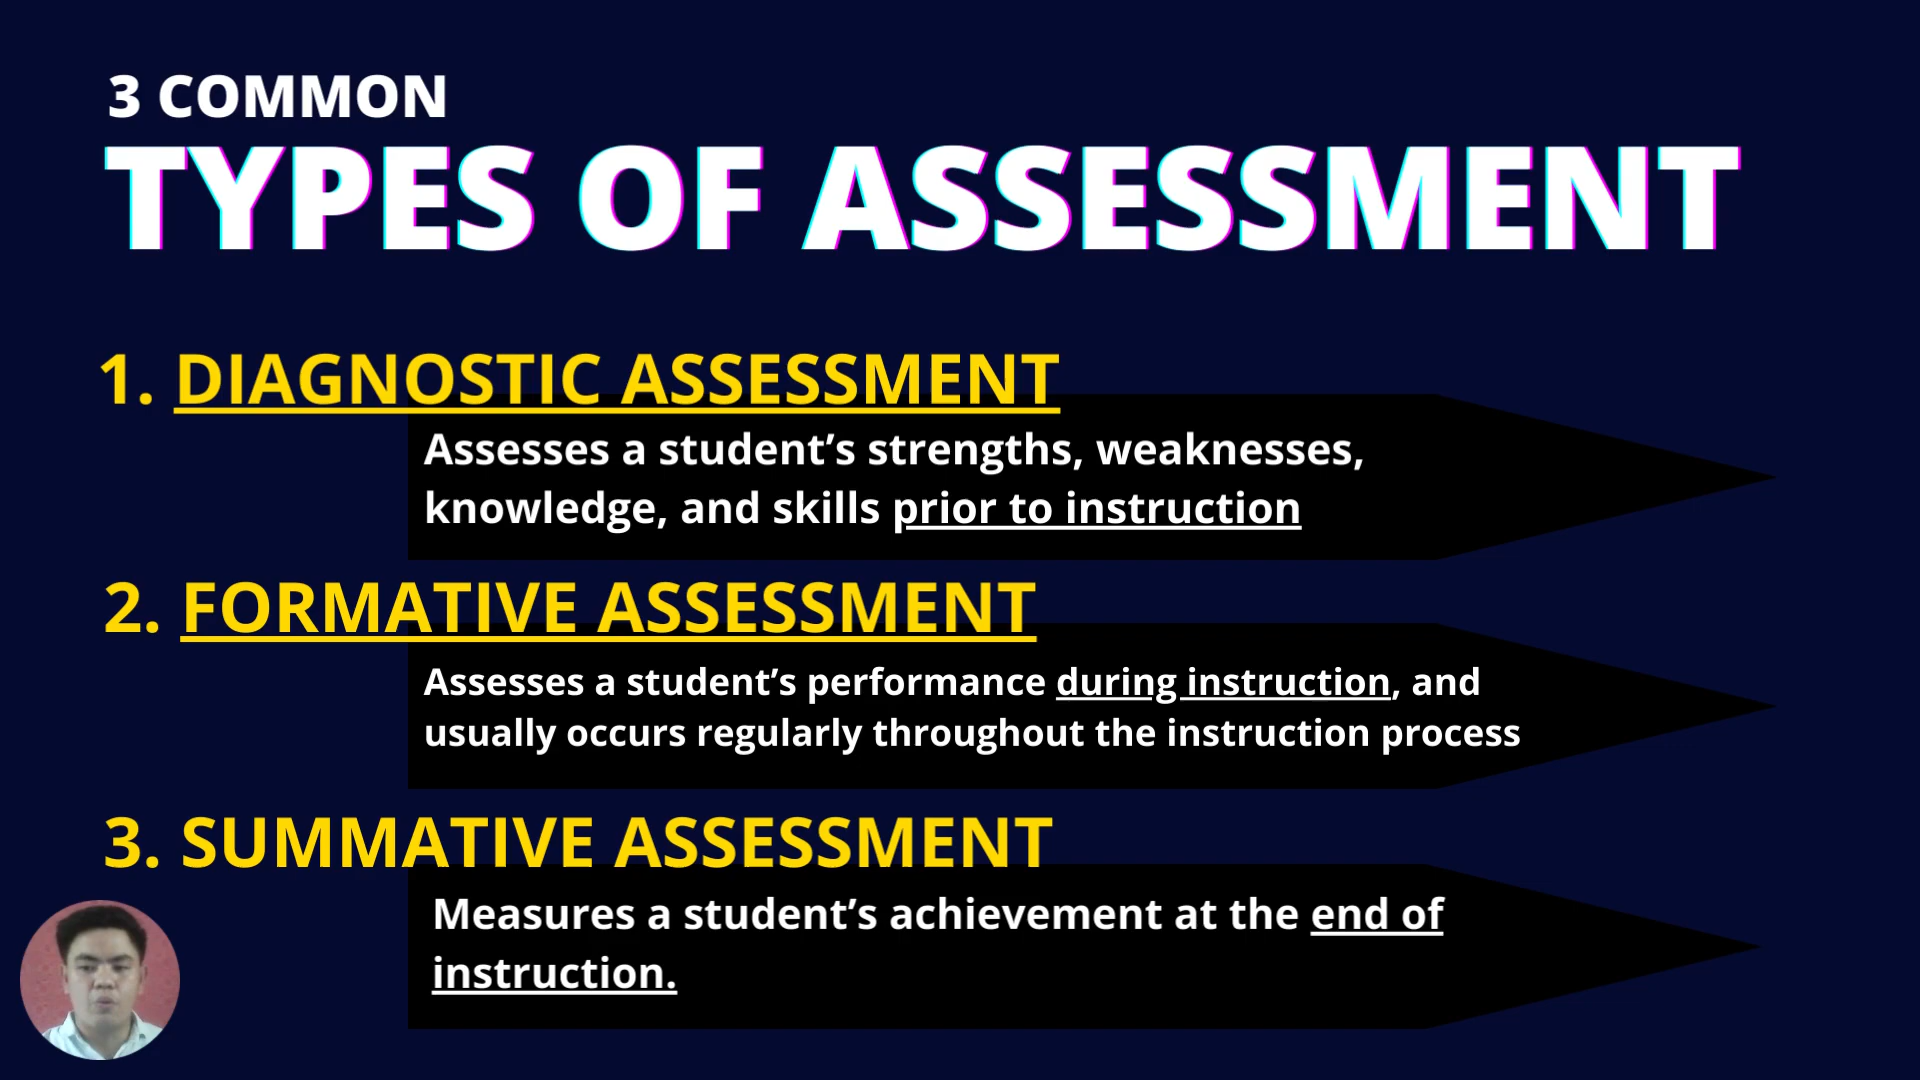 3 COMMON
TYPES OF ASSESSMENT
1. DIAGNOSTIC ASSESSMENT
Assesses a student’s strengths, weaknesses,
knowledge, and skills prior to instruction
2. FORMATIVE ASSESSMENT
Assesses a student’s performance during instruction, and
usually occurs regularly throughout the instruction process
3. SUMMATIVE ASSESSMENT
Measures a student’s achievement at the end of
instruction.